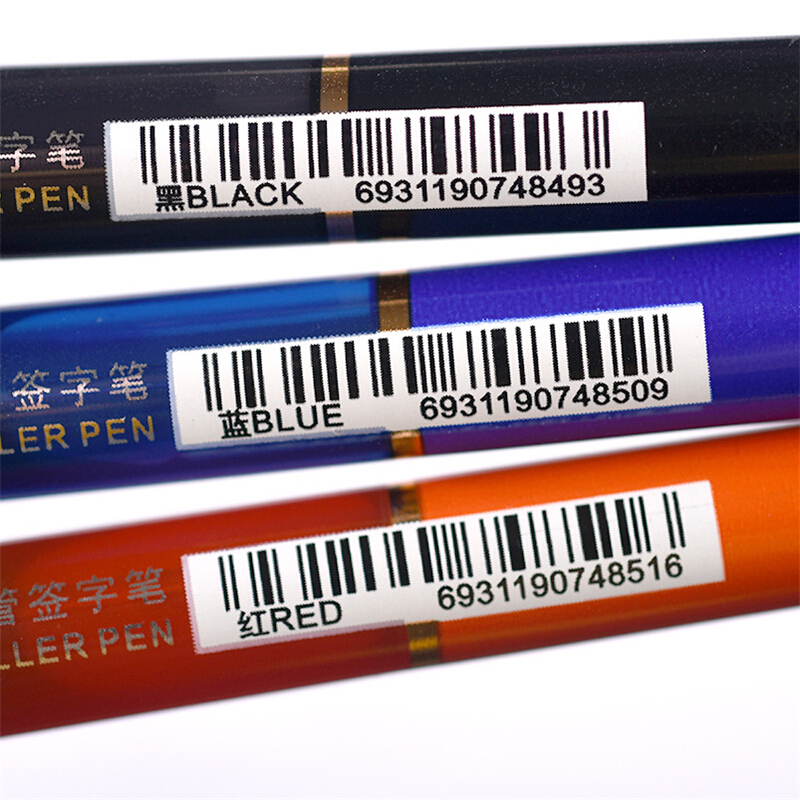 字笔
PEN
黑BLACK 6931190748493
签字笔
LLER PEN
蓝BLUE 6931190748509
管签字笔
LLER PEN
红RED 6931190748516